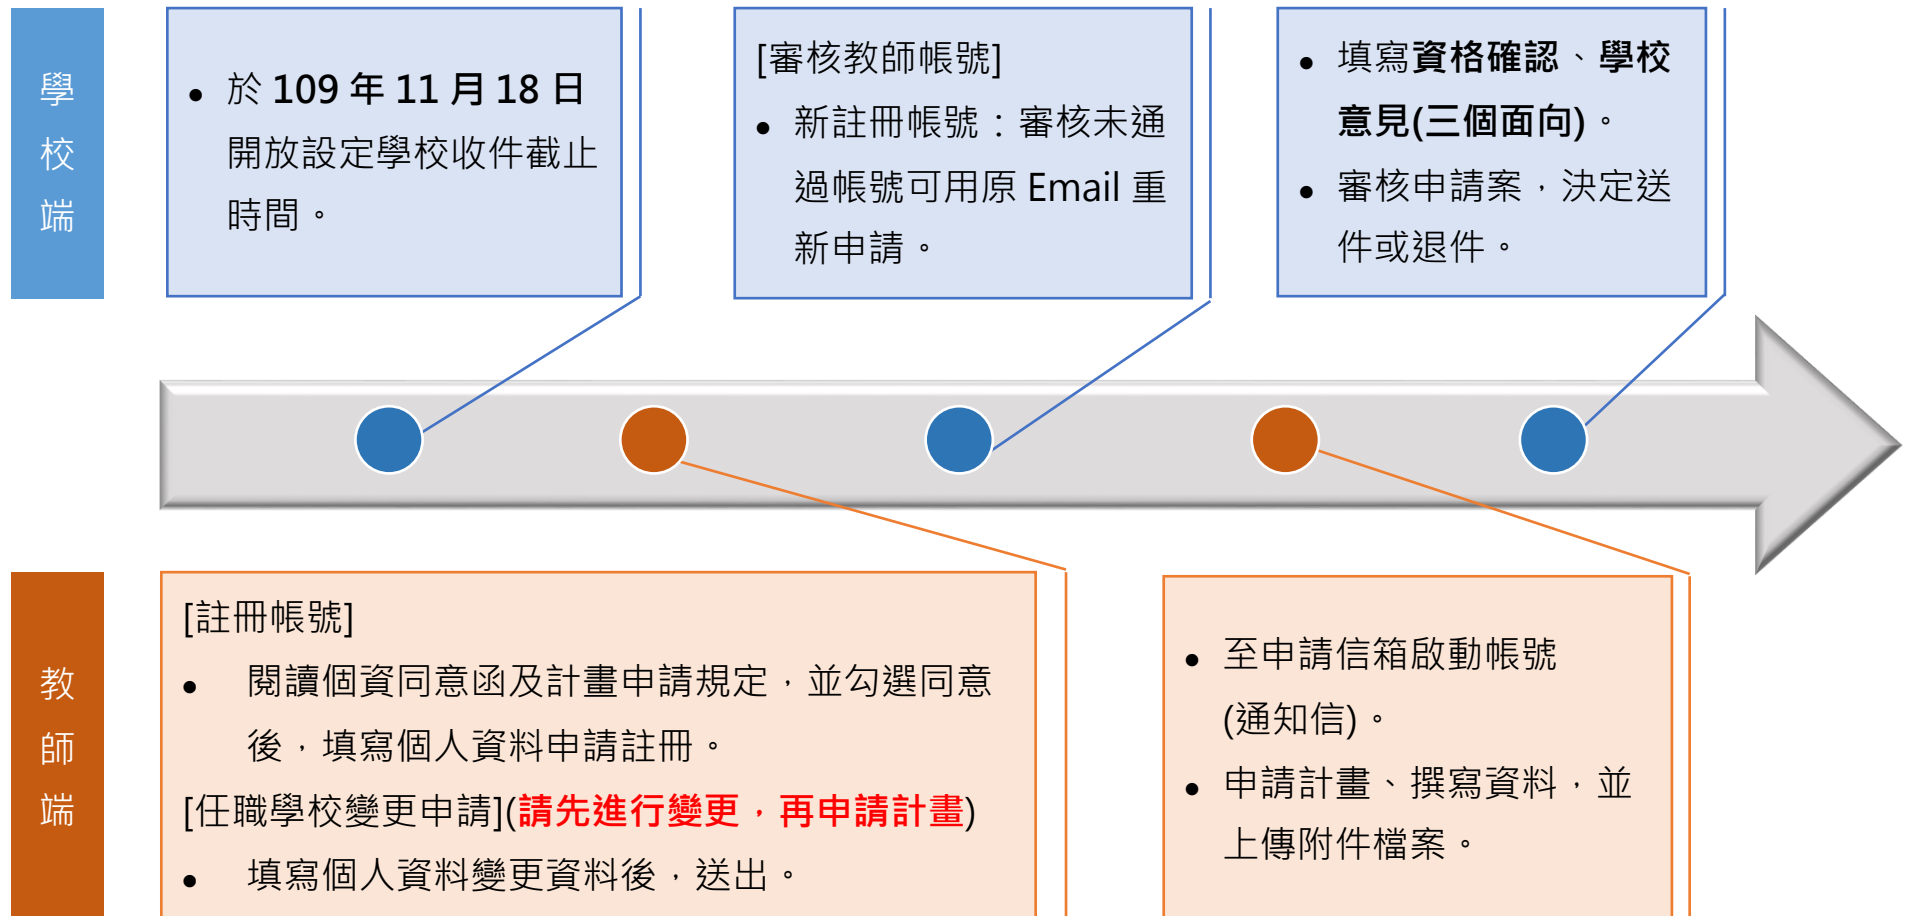 學校端
● 於 109 年 11 月 18 日
開放設定學校收件截止
時間。
[審核教師帳號]
● 新註冊帳號：審核未通
過帳號可用原 Email 重
新申請。
● 填寫資格確認、學校
意見(三個面向)。
● 審核申請案，決定送
件或退件。
教師端
[註冊帳號]
● 閱讀個資同意函及計畫申請規定，並勾選同意
後，填寫個人資料申請註冊。
[任職學校變更申請](請先進行變更，再申請計畫)
● 填寫個人資料變更資料後，送出。
● 至申請信箱啟動帳號
(通知信)。
● 申請計畫、撰寫資料，並
上傳附件檔案。